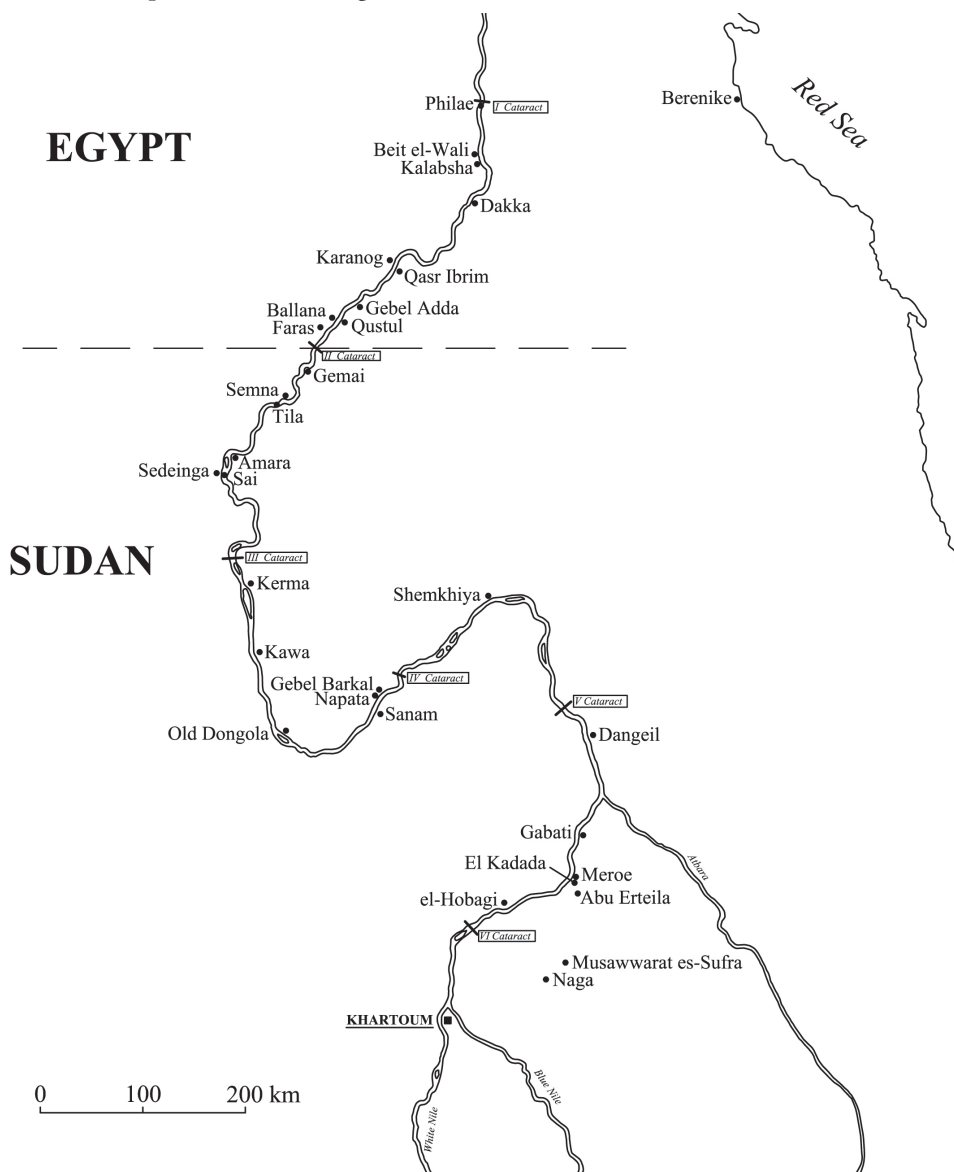 Philae
I Cataract
Berenike
Red Sea
EGYPT
Beit el-Wali
Kalabsha
Dakka
Karanog
Qasr Ibrim
Gebel Adda
Ballana
Qustul
Faras
II Cataract
Gemai
Semna
Tila
Amara
Sedeinga
Sai
SUDAN
III Cataract
Kerma
Shemkhiya
Kawa
IV Cataract
Gebel Barkal
Napata
Sanam
V Cataract
Old Dongola
Dangeil
Gabati
El Kadada
Meroe
Atbara
Abu Erteila
el-Hobagi
VI Cataract
Musawwarat es-Sufra
Naga
KHARTOUM
Blue Nile
White Nile
0 100 200 km